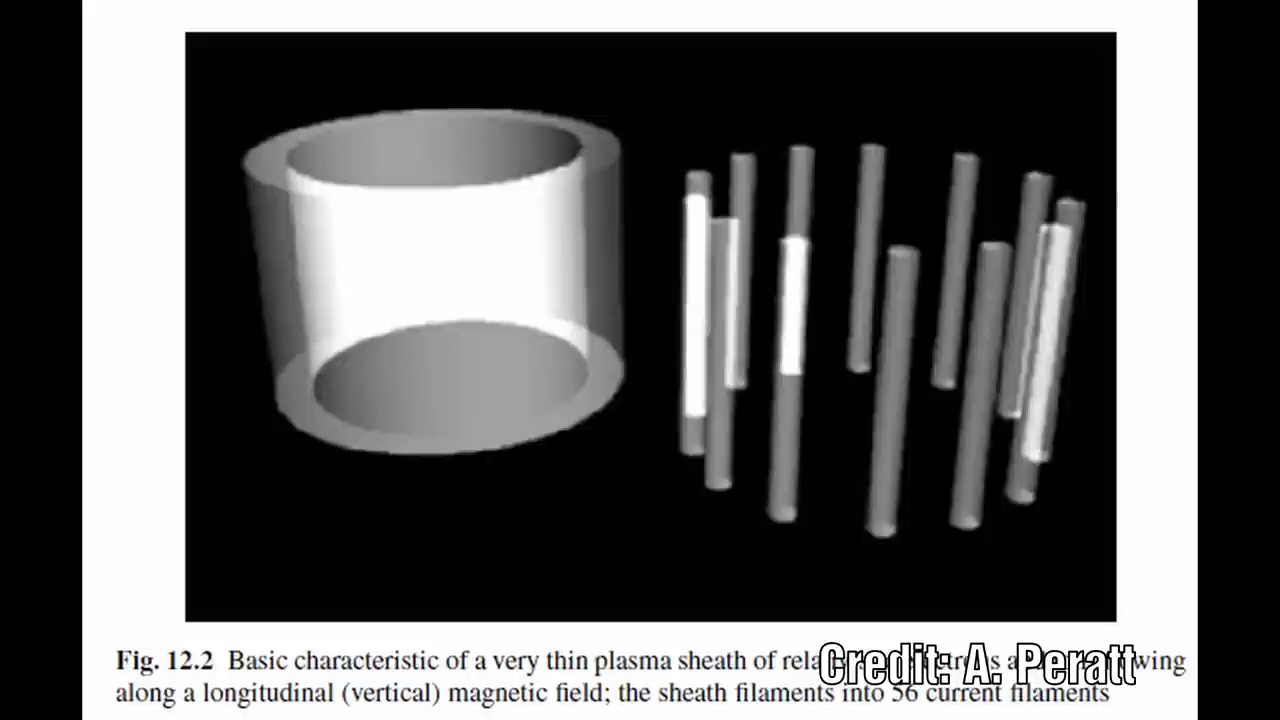 Fig. 12.2 Basic characteristic of a very thin plasma sheath of
along a longitudinal (vertical) magnetic field; the sheath filaments into 56 current filaments
Credit: A. Peratt